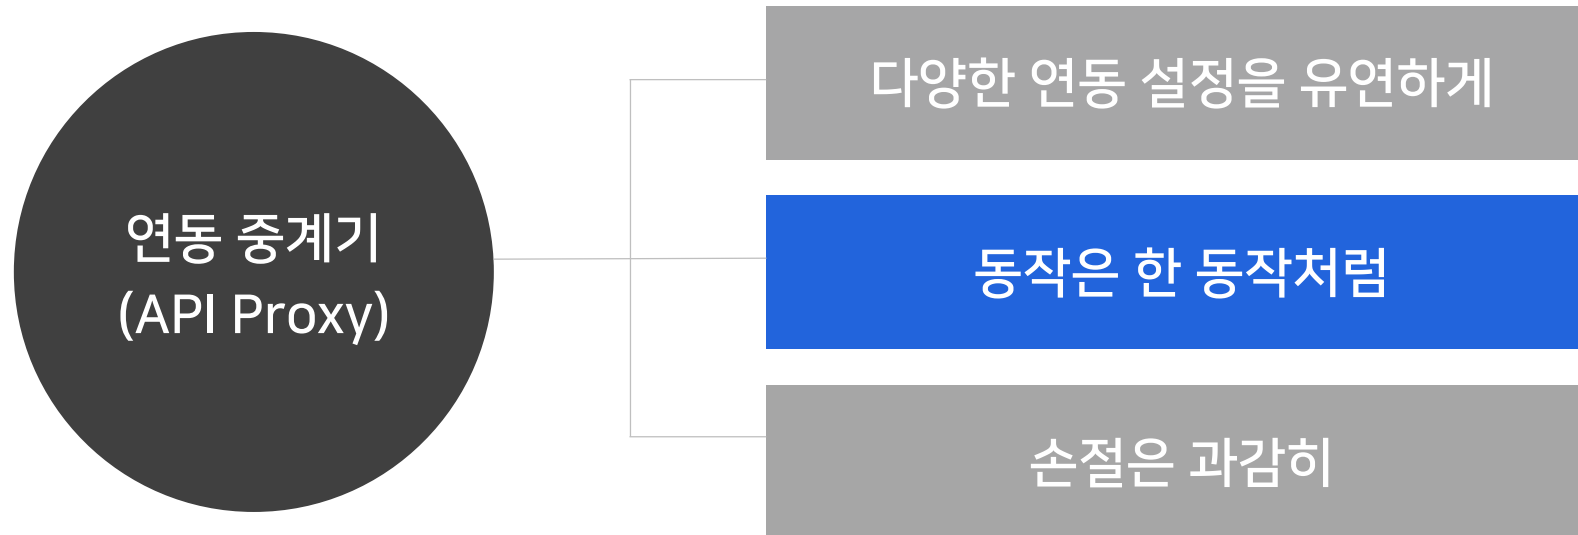 연동 중계기
(API Proxy)
다양한 연동 설정을 유연하게
동작은 한 동작처럼
손절은 과감히